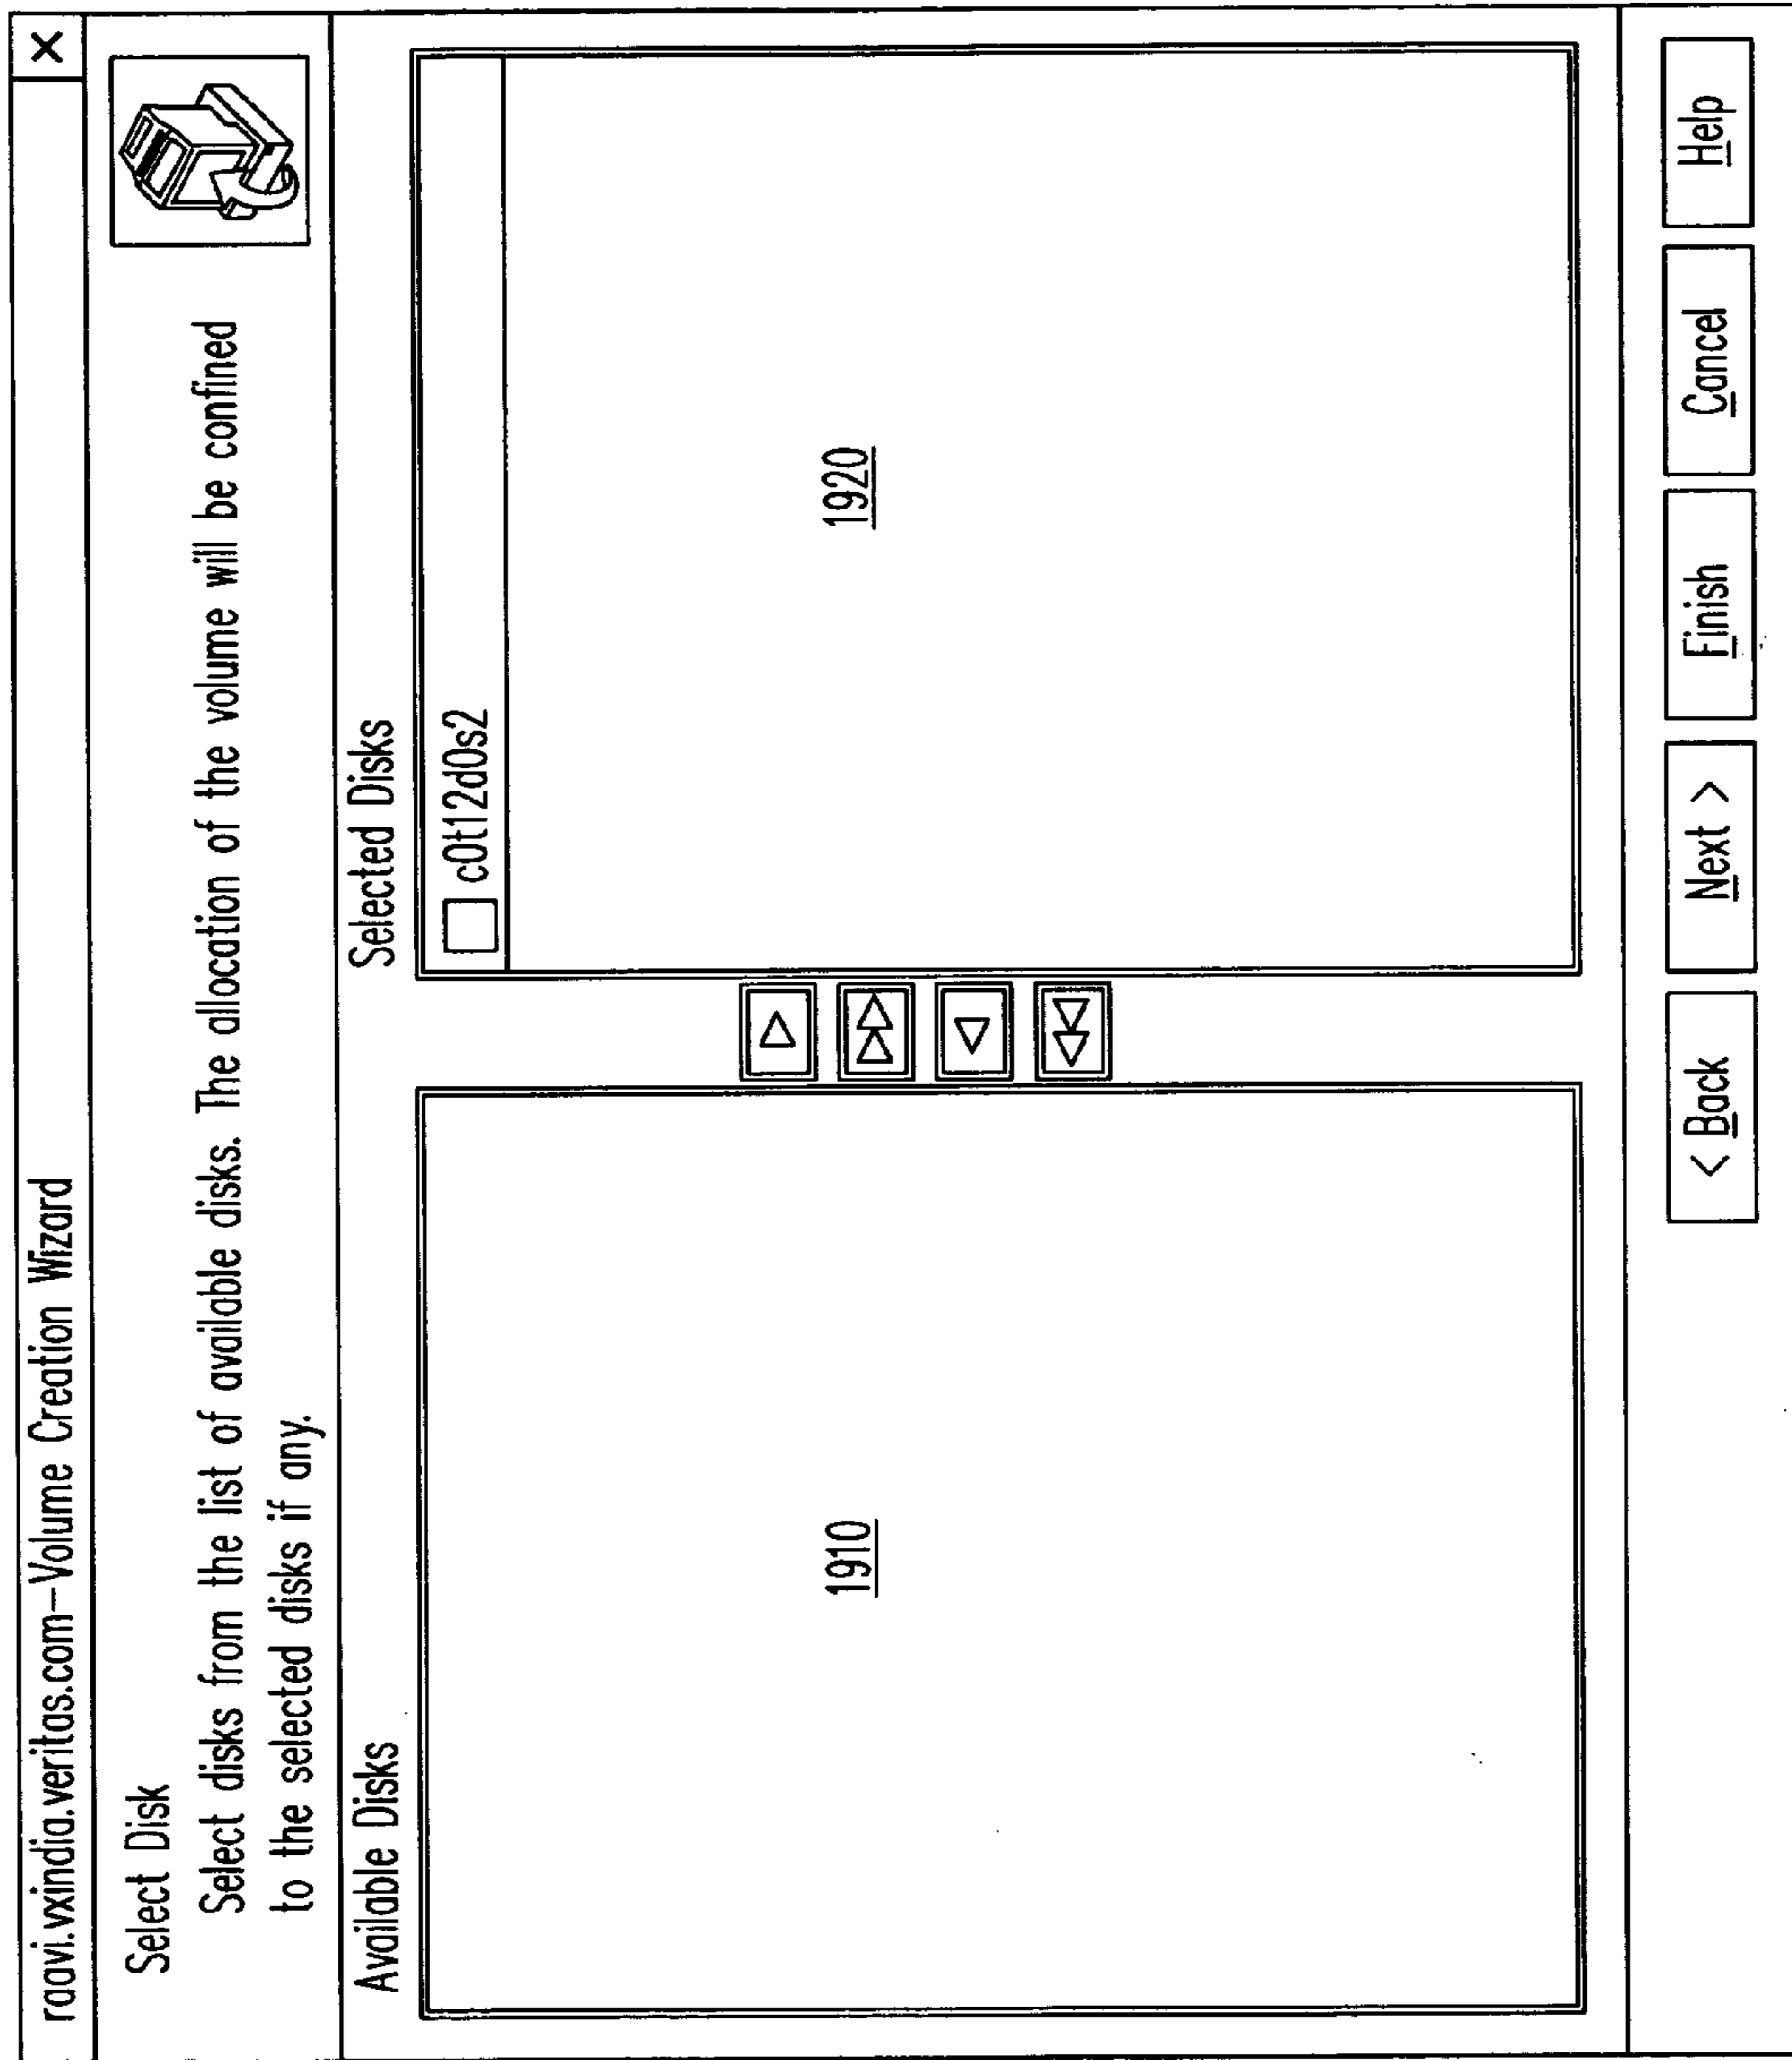 raavi.vxindia.veritas.com—Volume Creation Wizard X
Select Disk
Select disks from the list of available disks. The allocation of the volume will be confined
to the selected disks if any.
Available Disks
Selected Disks
c0t12d0s2
1910
1920
< Back
Next >
Finish
Cancel
Help